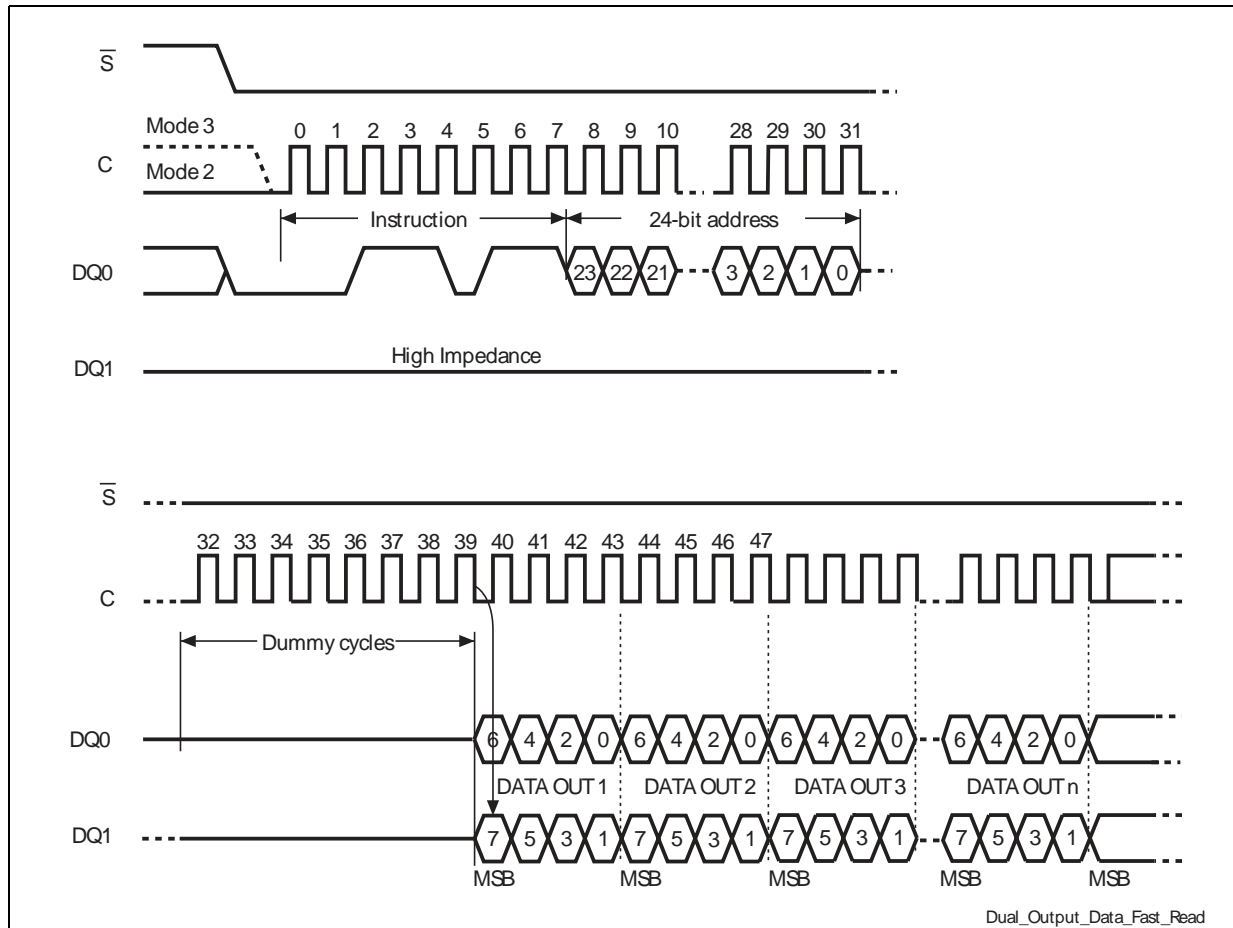 S
Mode 3
0 1 2 3 4 5 6 7 8 9 10 28 29 30 31
C
Mode 2
Instruction 24-bit address
DQ0 23 22 21 3 2 1 0
High Impedance
DQ1
S
32 33 34 35 36 37 38 39 40 41 42 43 44 45 46 47
C
Dummy cycles
DQ0 6 4 2 0 6 4 2 0 6 4 2 0 6 4 2 0
DATA OUT 1 DATA OUT 2 DATA OUT 3 DATA OUT n
DQ1 7 5 3 1 7 5 3 1 7 5 3 1 7 5 3 1
MSB MSB MSB MSB MSB
Dual_Output_Data_Fast_Read